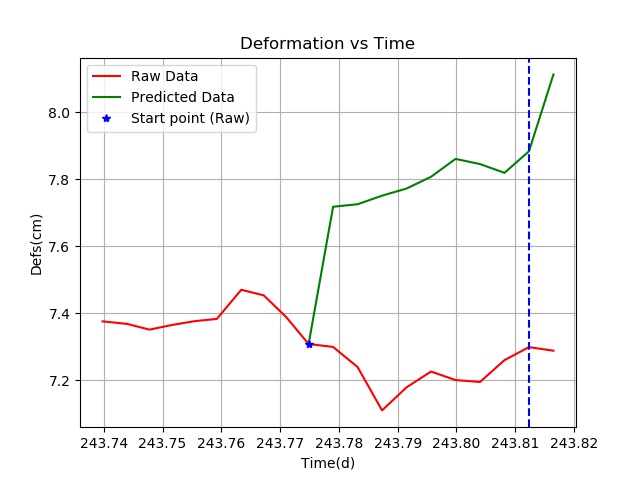 Deformation vs Time
Raw Data
Predicted Data
Start point (Raw)
8.0
7.8
7.6
7.4
7.2
Defs(cm)
243.74 243.75 243.76 243.77 243.78 243.79 243.80 243.81 243.82
Time(d)